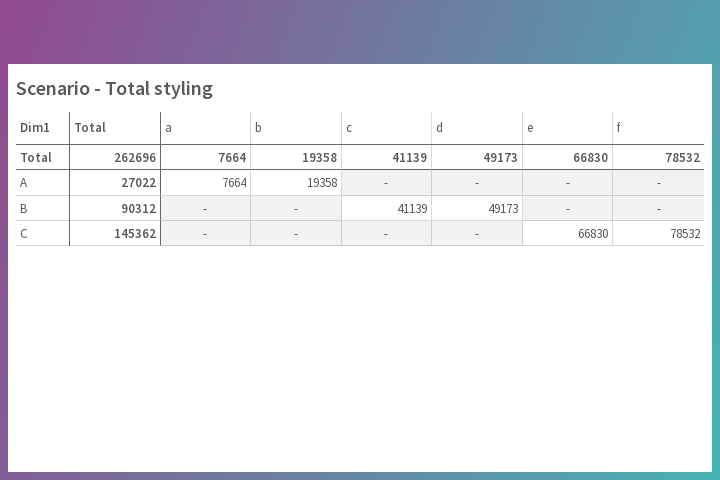 Scenario - Total styling
Dim1 Total a b c d e f
Total 262696 7664 19358 41139 49173 66830 78532
A 27022 7664 19358 - - - -
B 90312 - - 41139 49173 - -
C 145362 - - - - 66830 78532